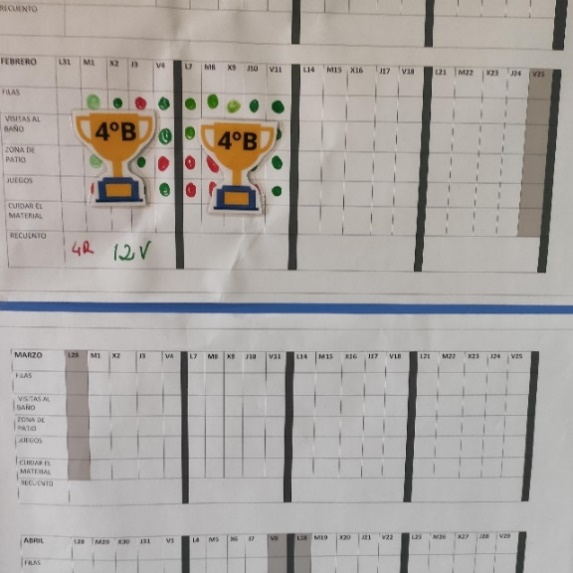 RECUENTO
FEBRERO L31 M1 X2 J3 V4 L7 M8 X9 J10 V11 L14 M15 X16 J17 V18 L21 M22 X23 J24 V25
FILAS
VISITAS AL
BAÑO
4ºB 4ºB
ZONA DE
PATIO
JUEGOS
CUIDAR EL
MATERIAL
RECUENTO 4R 12V
MARZO L28 M1 X2 J3 V4 L7 M8 X9 J10 V11 L14 M15 X16 J17 V18 L21 M22 X23 J24 V25
FILAS
VISITAS AL
BAÑO
ZONA DE
PATIO
JUEGOS
CUIDAR EL
MATERIAL
RECUENTO
ABRIL L28 M29 X30 J31 V1 L4 M5 X6 J7 V8 L18 M19 X20 J21 V22 L25 M26 X27 J28 V29
FILAS